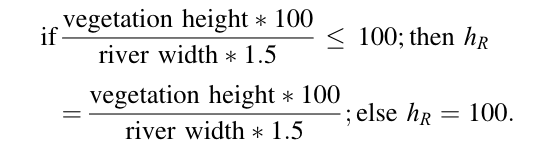 if vegetation height * 100 / river width * 1.5 ≤ 100; then h_R
= vegetation height * 100 / river width * 1.5 ; else h_R = 100.